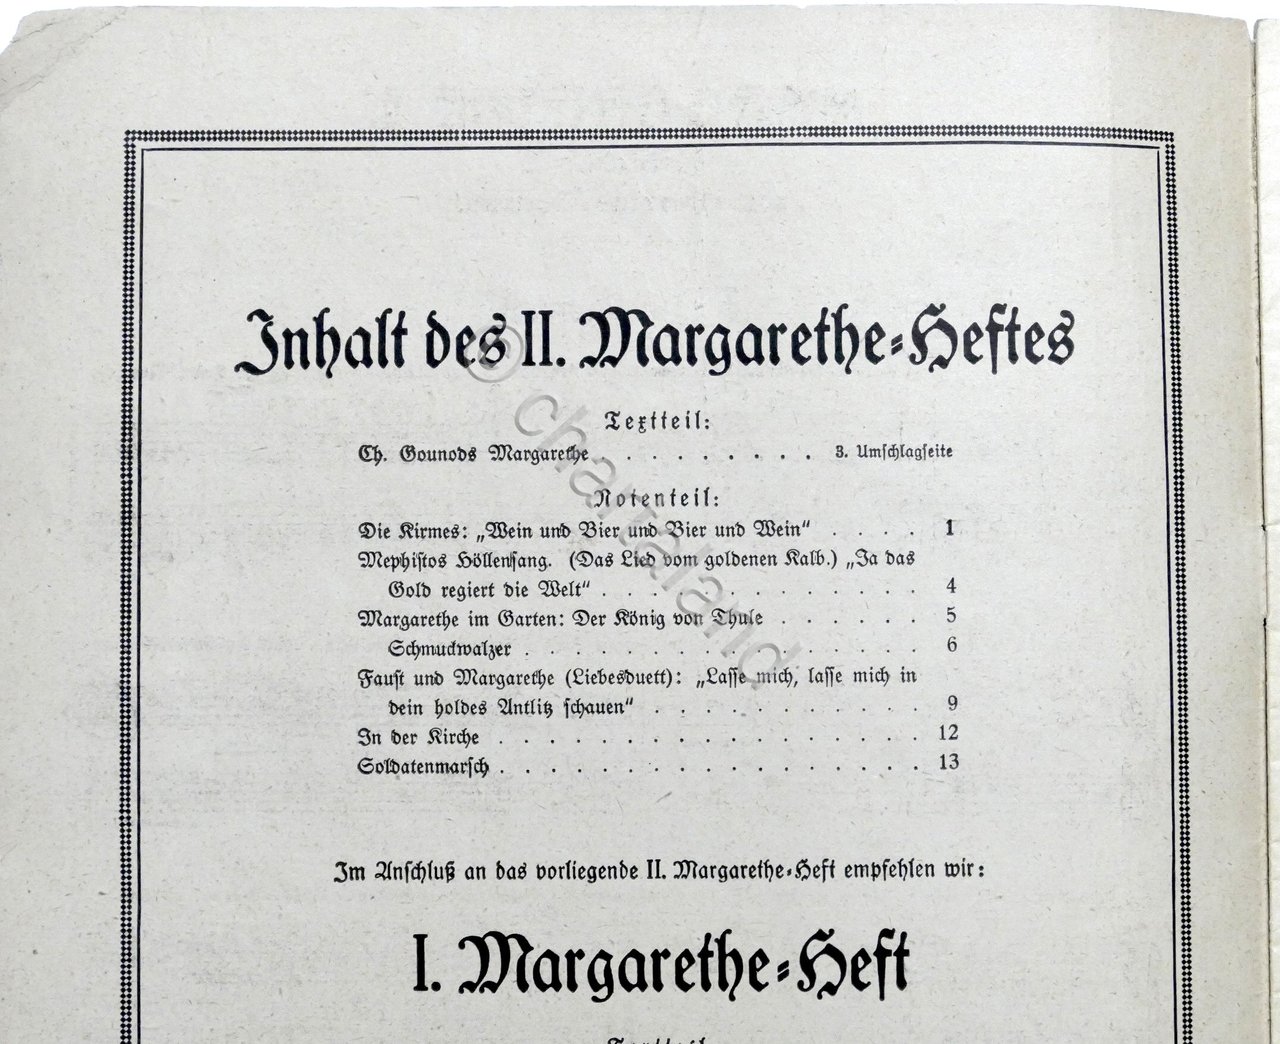 Inhalt des II. Margarethe-Heftes
Textteil:
Ch. Gounods Margarethe . . . . . . . . . 3. Umschlagseite
Notenteil:
Die Kirmes: „Wein und Bier und Bier und Wein“ . . . . 1
Mephistos Höllensang. (Das Lied vom goldenen Kalb.) „Ja das
Gold regiert die Welt“ . . . . . . . . . . . . 4
Margarethe im Garten: Der König von Thule . . . . . . 5
Schmuckwalzer . . . . . . . . . . . . . . . 6
Faust und Margarethe (Liebesduett): „Lasse mich, lasse mich in
dein holdes Antlitz schauen“ . . . . . . . . . . . 9
In der Kirche . . . . . . . . . . . . . . . . . 12
Soldatenmarsch . . . . . . . . . . . . . . . . 13
Im Anschluß an das vorliegende II. Margarethe-Heft empfehlen wir:
I. Margarethe-Heft
© chartaland